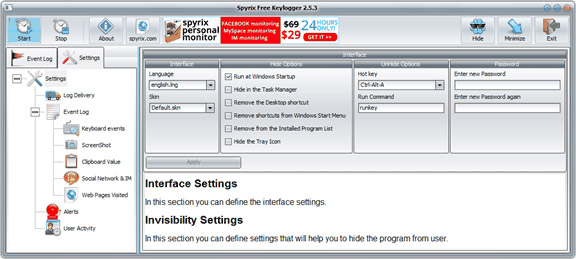 Spyrix Free Keylogger 2.5.3
Start
Stop
About
spyrix.com
spyrix
personal
monitor
FACEBOOK monitoring
MySpace monitoring
IM monitoring
$69
$29
24 HOURS
ONLY!
GET IT >>
Hide
Minimize
Exit
Event Log
Settings
Settings
Log Delivery
Event Log
Keyboard events
ScreenShot
Clipboard Value
Social Network & IM
Web Pages Visited
Alerts
User Activity
Interface
Interface
Hide Options
Unhide Options
Password
Language
english.lng
Skin
Default.skn
Run at Windows Startup
Hide in the Task Manager
Remove the Desktop shortcut
Remove shortcuts from Windows Start Menu
Remove from the Installed Program List
Hide the Tray Icon
Hot key
Ctrl-Alt-A
Run Command
runkey
Enter new Password
Enter new Password again
Apply
Interface Settings
In this section you can define the interface settings.
Invisibility Settings
In this section you can define settings that will help you to hide the program from user.